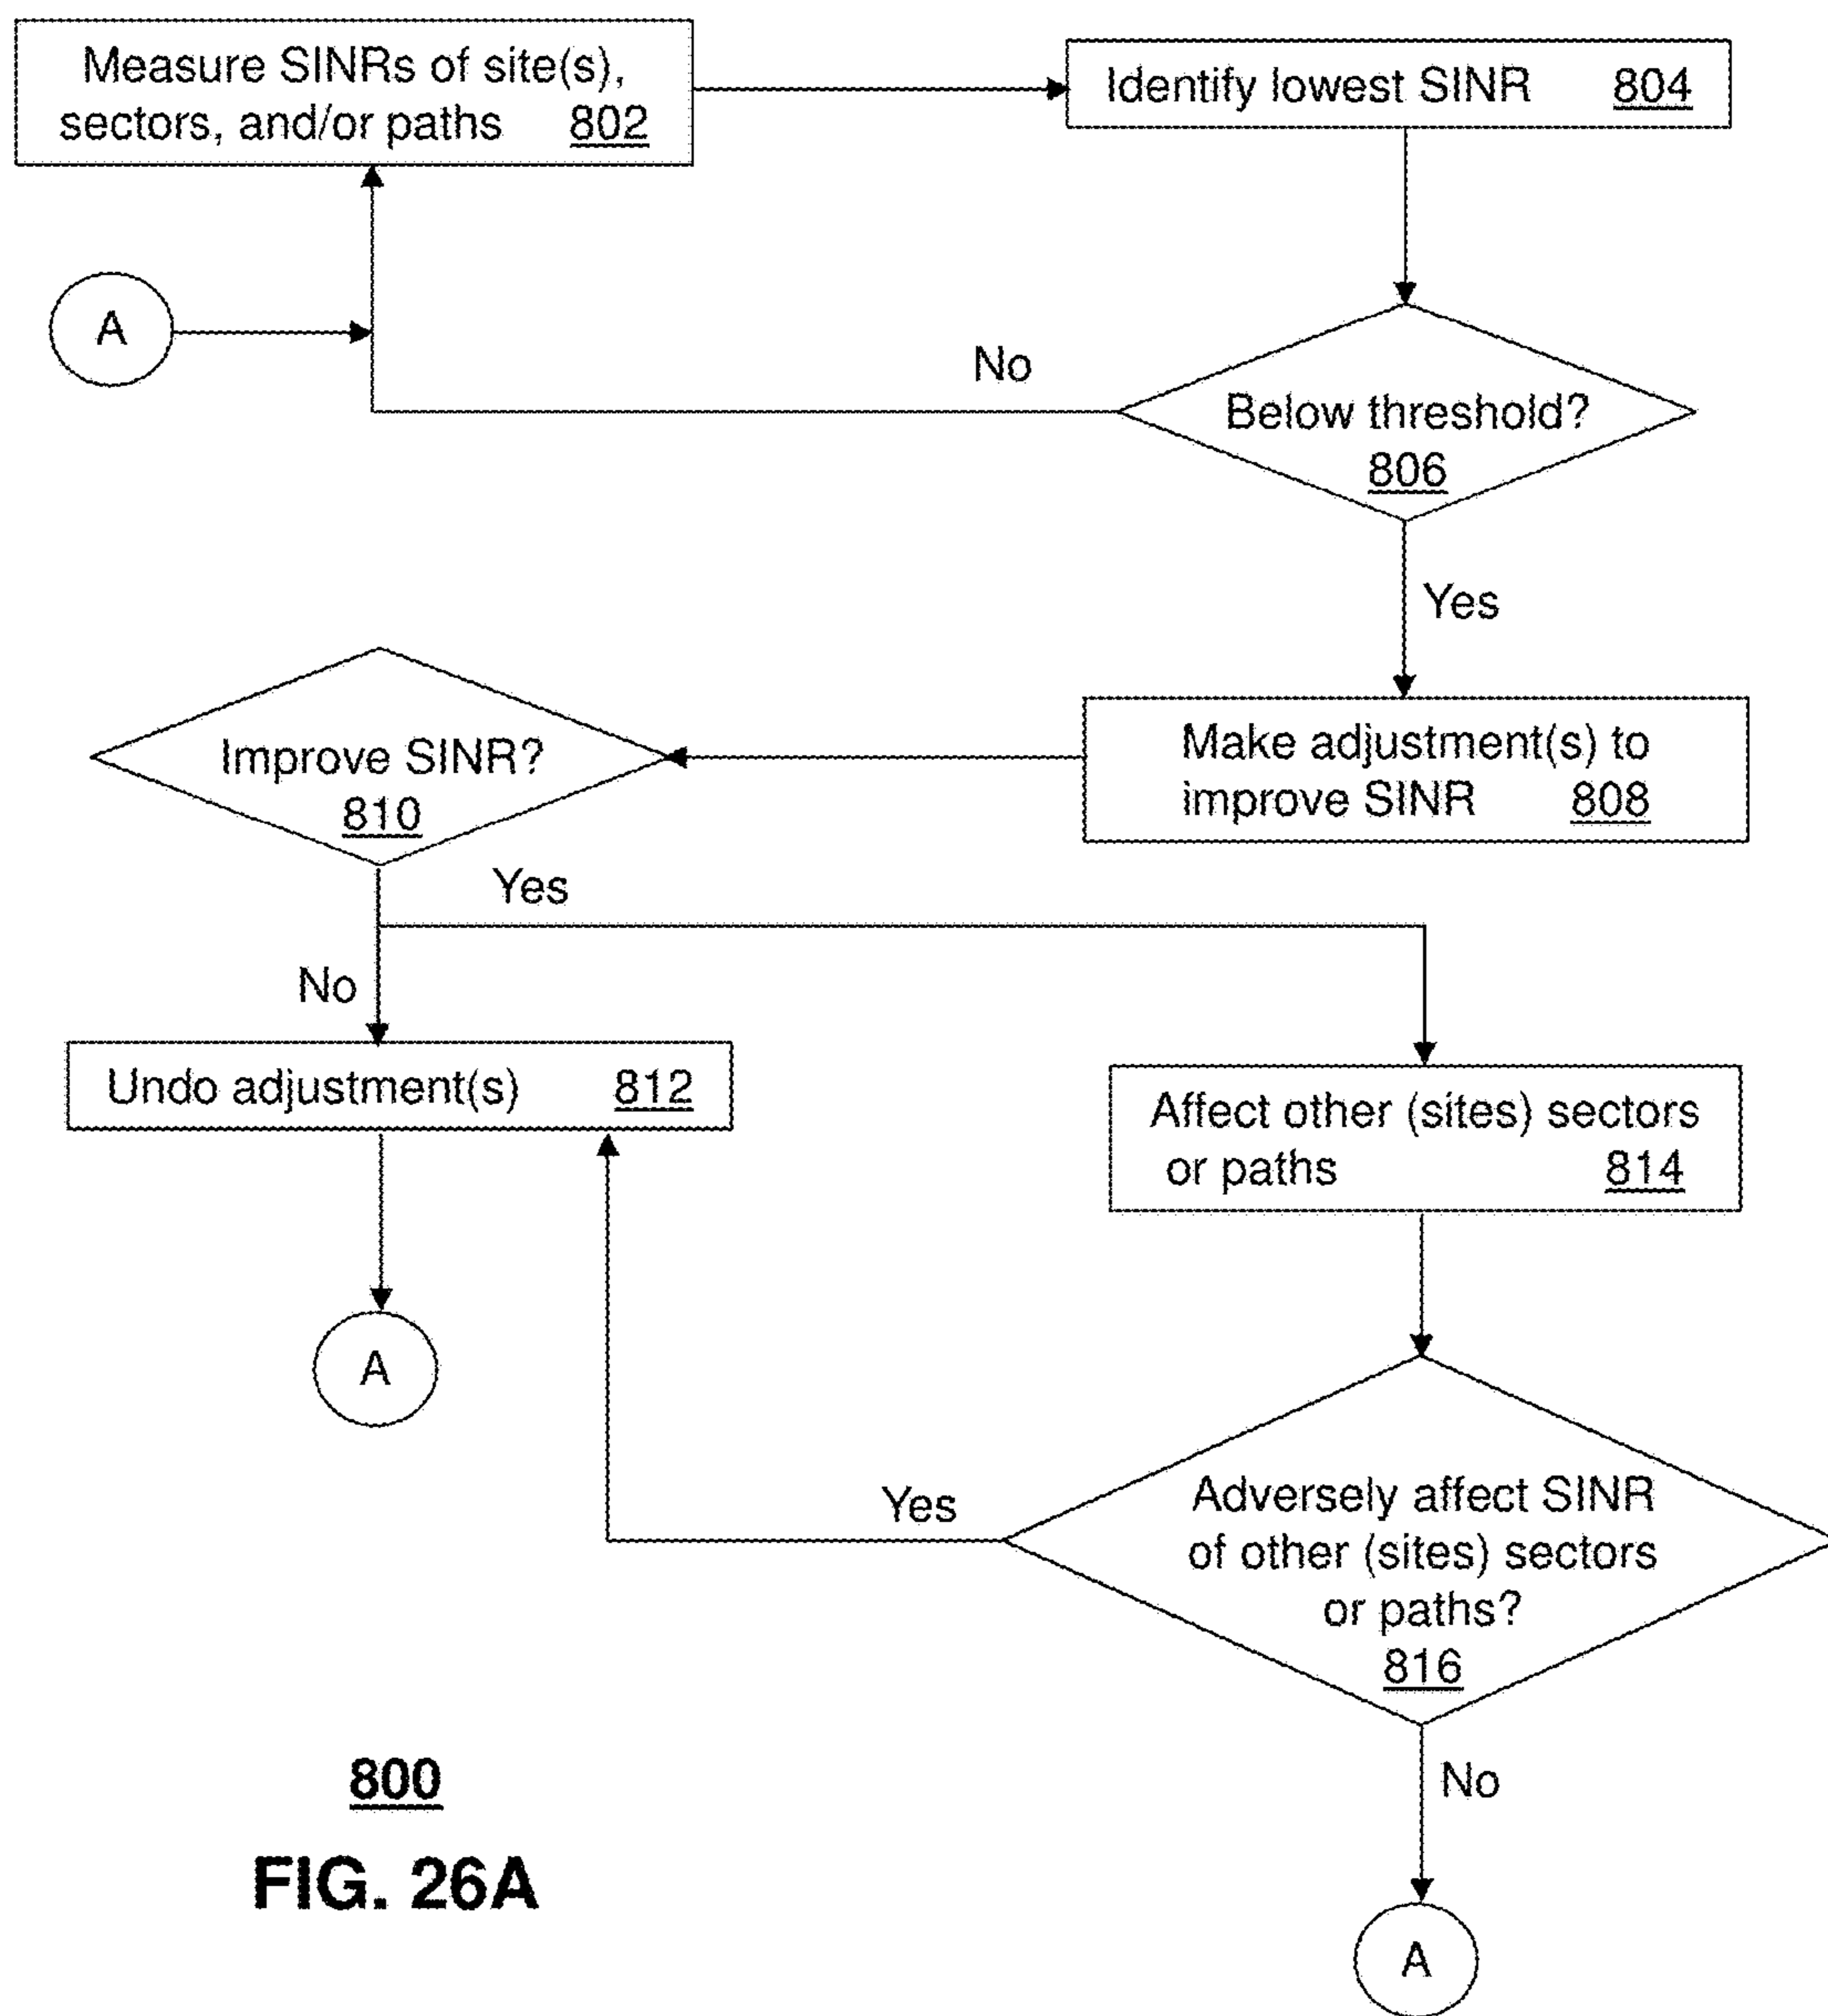 Measure SINRs of site(s),
sectors, and/or paths 802
Identify lowest SINR 804
A
No
Below threshold?
806
Yes
Improve SINR?
810
Make adjustment(s) to
improve SINR 808
Yes
No
Undo adjustment(s) 812
Affect other (sites) sectors
or paths 814
A
Yes
Adversely affect SINR
of other (sites) sectors
or paths?
816
No
800
FIG. 26A
A